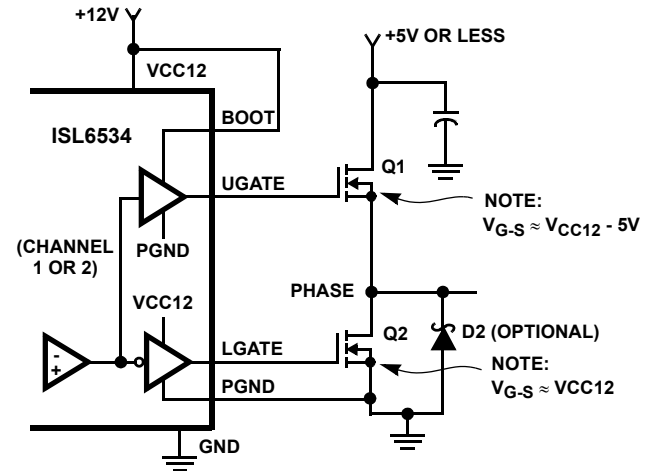 +12V
+5V OR LESS
VCC12
BOOT
ISL6534
Q1
UGATE
NOTE:
VG-S ≈ VCC12 - 5V
PGND
(CHANNEL
1 OR 2)
PHASE
VCC12
Q2
D2 (OPTIONAL)
LGATE
NOTE:
VG-S ≈ VCC12
PGND
-
+
GND